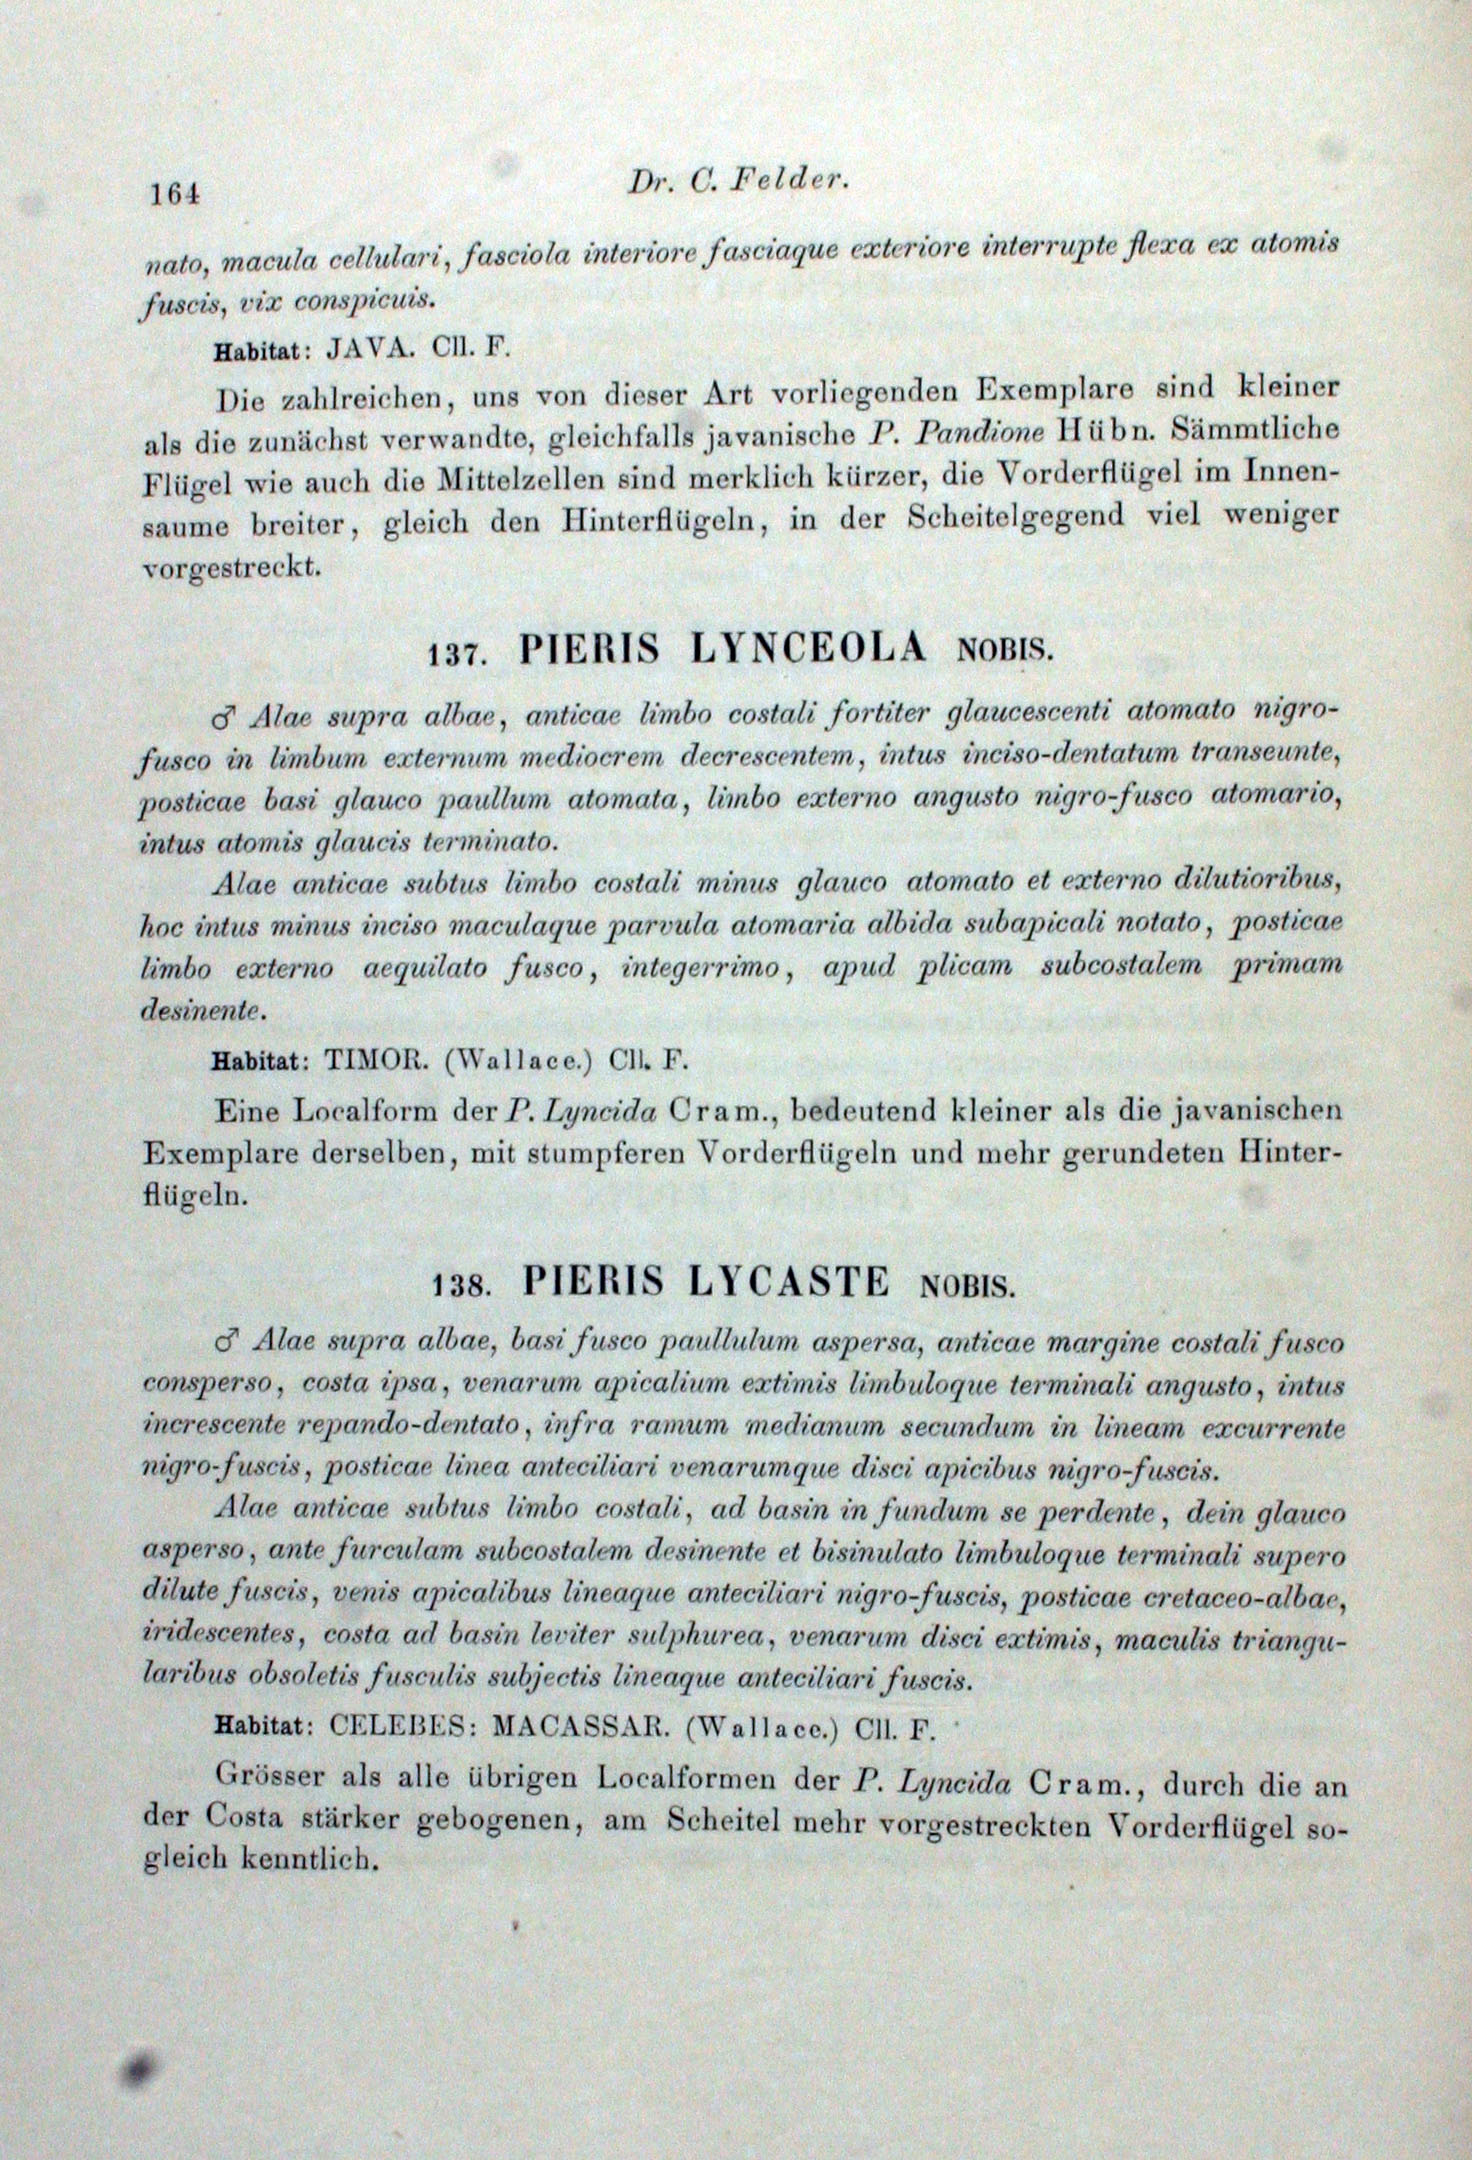 164
Dr. C. Felder.
nato, macula cellulari, fasciola interiore fasciaque exteriore interrupte flexa ex atomis
fuscis, vix conspicuis.
Habitat: JAVA. Cll. F.
Die zahlreichen, uns von dieser Art vorliegenden Exemplare sind kleiner
als die zunächst verwandte, gleichfalls javanische P. Pandione Hübn. Sämmtliche
Flügel wie auch die Mittelzellen sind merklich kürzer, die Vorderflügel im Innen-
saume breiter, gleich den Hinterflügeln, in der Scheitelgegend viel weniger
vorgestreckt.
137. PIERIS LYNCEOLA NOBIS.
♂ Alae supra albae, anticae limbo costali fortiter glaucescenti atomato nigro-
fusco in limbum externum mediocrem decrescentem, intus inciso-dentatum transeunte,
posticae basi glauco paullum atomata, limbo externo angusto nigro-fusco atomario,
intus atomis glaucis terminato.
Alae anticae subtus limbo costali minus glauco atomato et externo dilutioribus,
hoc intus minus inciso maculaque parvula atomaria albida subapicali notato, posticae
limbo externo aequilato fusco, integerrimo, apud plicam subcostalem primam
desinente.
Habitat: TIMOR. (Wallace.) Cll. F.
Eine Localform der P. Lyncida Cram., bedeutend kleiner als die javanischen
Exemplare derselben, mit stumpferen Vorderflügeln und mehr gerundeten Hinter-
flügeln.
138. PIERIS LYCASTE NOBIS.
♂ Alae supra albae, basi fusco paullulum aspersa, anticae margine costali fusco
consperso, costa ipsa, venarum apicalium extimis limbuloque terminali angusto, intus
increscente repando-dentato, infra ramum medianum secundum in lineam excurrente
nigro-fuscis, posticae linea anteciliari venarumque disci apicibus nigro-fuscis.
Alae anticae subtus limbo costali, ad basin in fundum se perdente, dein glauco
asperso, ante furculam subcostalem desinente et bisinulato limbuloque terminali supero
dilute fuscis, venis apicalibus lineaque anteciliari nigro-fuscis, posticae cretaceo-albae,
iridescentes, costa ad basin leviter sulphurea, venarum disci extimis, maculis triangu-
laribus obsoletis fusculis subjectis lineaque anteciliari fuscis.
Habitat: CELEBES: MACASSAR. (Wallace.) Cll. F.
Grösser als alle übrigen Localformen der P. Lyncida Cram., durch die an
der Costa stärker gebogenen, am Scheitel mehr vorgestreckten Vorderflügel so-
gleich kenntlich.